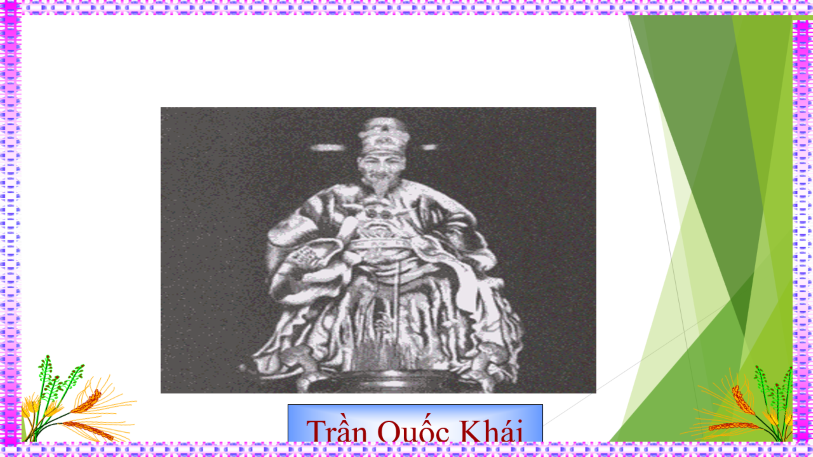 Trần Quốc Khái